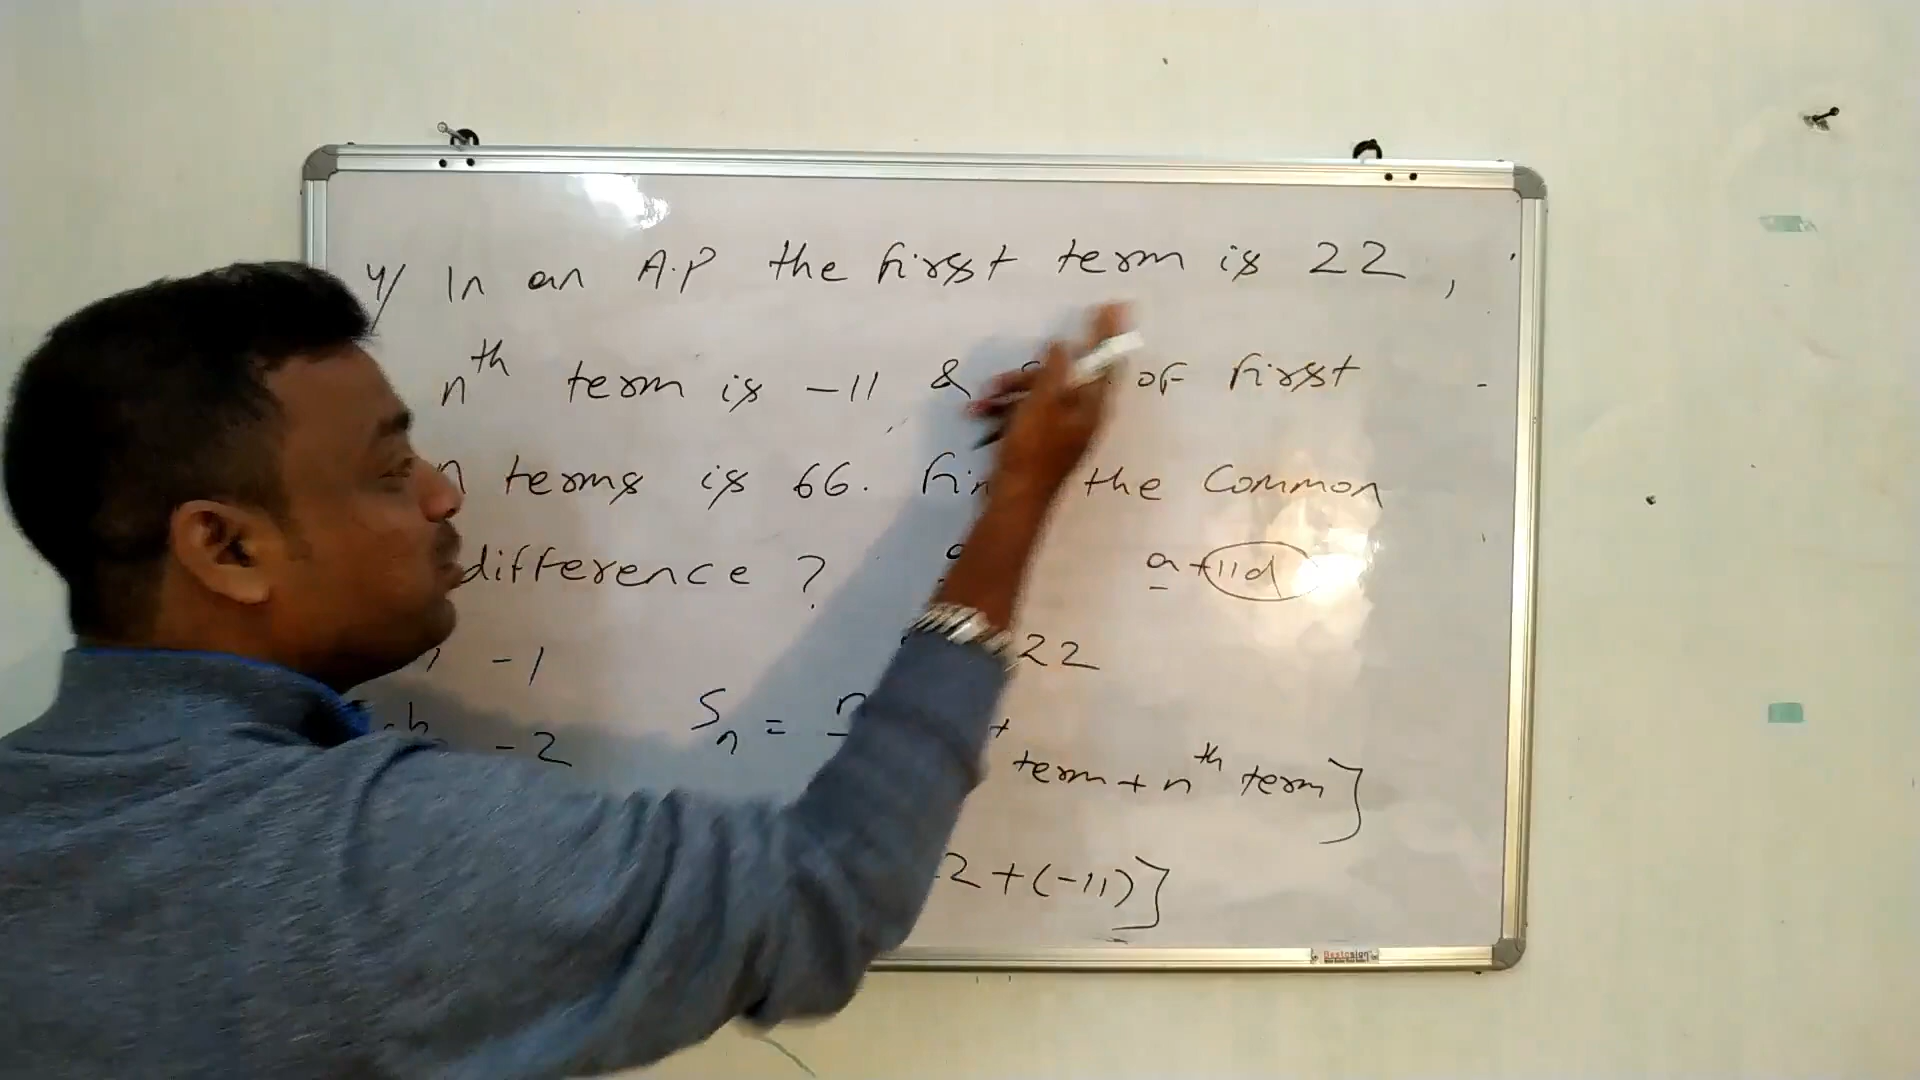 4/ In an A.P the first term is 22,
nth term is -11 & of first
n terms is 66. the Common
difference ? a+11d
-1 22
-2 Sn = n
term + nth term]
2+(-11)]